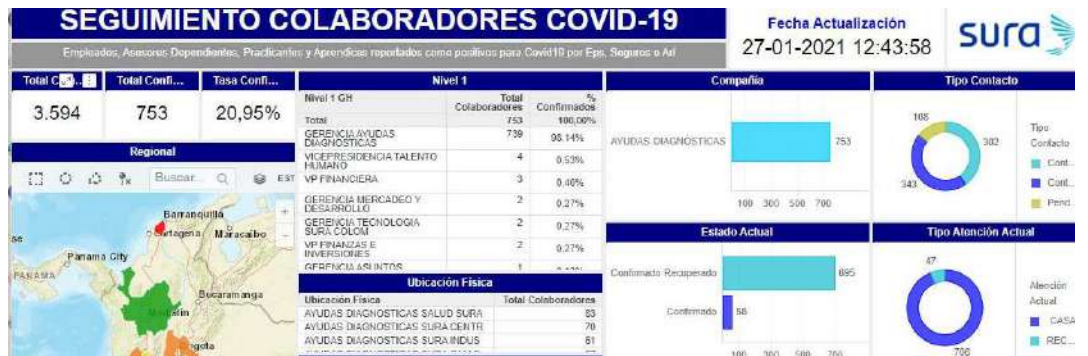 SEGUIMIENTO COLABORADORES COVID-19
Empleados, Asesores Dependientes, Practicantes y Aprendices reportados como positivos para Covid19 por Eps, Seguros o Arl
Fecha Actualización
27-01-2021 12:43:58
sura
Total C...
Total Confi...
Tasa Confi...
3.594
753
20,95%
Regional
Buscar...
EST
Barranquilla
Cartagena
Maracaibo
Panama City
PANAMA
Bucaramanga
Nivel 1
Nivel 1 GH Total Colaboradores % Confirmados
Total 753 100,00%
GERENCIA AYUDAS DIAGNOSTICAS 739 98,14%
VICEPRESIDENCIA TALENTO HUMANO 4 0,53%
VP FINANCIERA 3 0,40%
GERENCIA MERCADEO Y DESARROLLO 2 0,27%
GERENCIA TECNOLOGIA SURA COLOM 2 0,27%
VP FINANZAS E INVERSIONES 2 0,27%
GERENCIA ASUNTOS 1
Ubicación Física
Ubicación Física Total Colaboradores
AYUDAS DIAGNOSTICAS SALUD SURA 83
AYUDAS DIAGNOSTICAS SURA CENTR 70
AYUDAS DIAGNOSTICAS SURA INDUS 61
Compañia
AYUDAS DIAGNÓSTICAS 753
100 300 500 700
Estado Actual
Confirmado Recuperado 695
Confirmado 58
100 300 500 700
Tipo Contacto
108
302
343
Tipo Contacto
Cont...
Cont...
Pend...
Tipo Atención Actual
47
706
Atención Actual
CASA
REC...